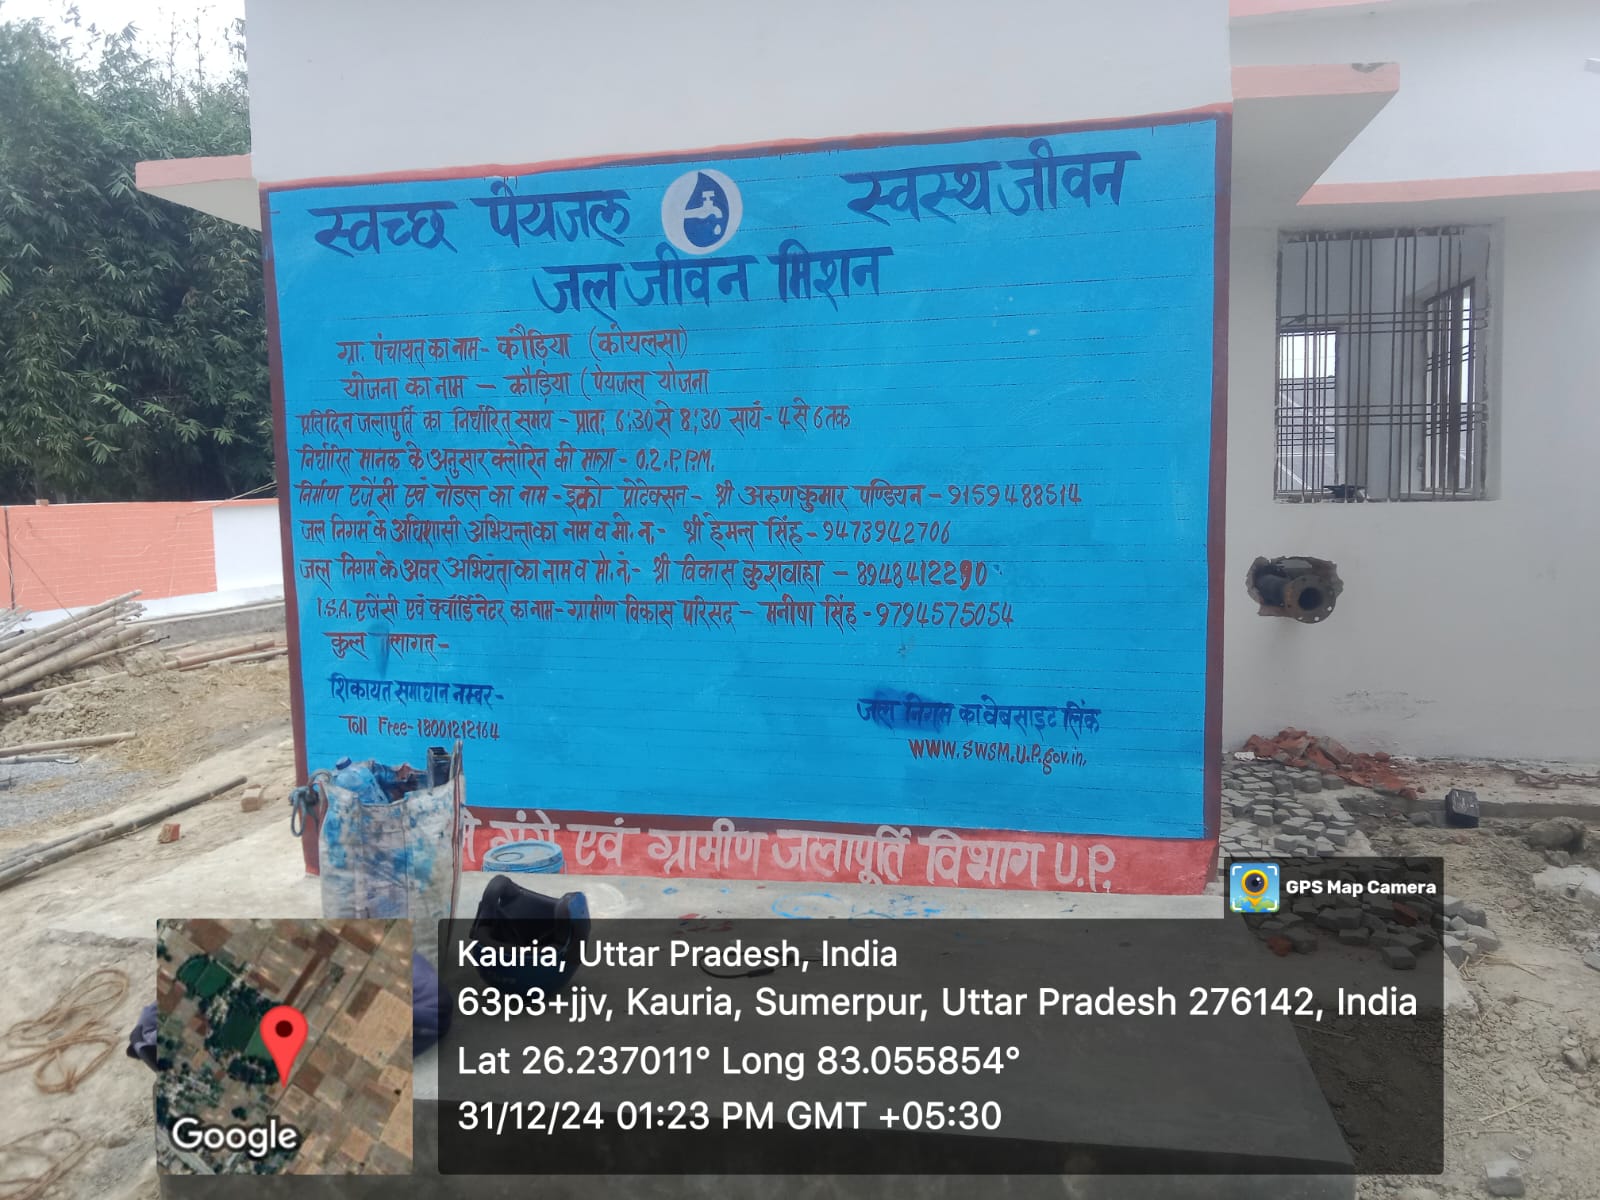 स्वच्छ पेयजल स्वस्थ जीवन
जल जीवन मिशन
ग्रा. पंचायत का नाम- कौड़िया (कोयलसा)
योजना का नाम - कौड़िया (पेयजल योजना
प्रतिदिन जलापूर्ति का निर्धारित समय - प्रात: 6:30 से 8:30 सायं- 4 से 6 तक
निर्धारित मानक के अनुसार क्लोरिन की मात्रा - 0.2.P.P.M.
निर्माण एजेंसी एवं नोडल का नाम - इको प्रोटेक्सन - श्री अरुण कुमार पण्डियन - 9159488514
जल निगम के अधिशासी अभियन्ता का नाम व मो. न.- श्री हेमन्त सिंह - 9473942706
जल निगम के अवर अभियंता का नाम व मो. नं.- श्री विकास कुशवाहा - 8948412290
I.S.A. एजेंसी एवं क्वॉर्डिनेटर का नाम - ग्रामीण विकास परिसद - मनीषा सिंह - 9794575054
कुल लागत -
शिकायत समाधान नम्बर -
Toll Free- 18001212164
जल निगम का वेबसाइट लिंक
WWW.SWSM.U.P.gov.in.
गंगे एवं ग्रामीण जलापूर्ति विभाग U.P.
GPS Map Camera
Kauria, Uttar Pradesh, India
63p3+jjv, Kauria, Sumerpur, Uttar Pradesh 276142, India
Lat 26.237011° Long 83.055854°
31/12/24 01:23 PM GMT +05:30
Google